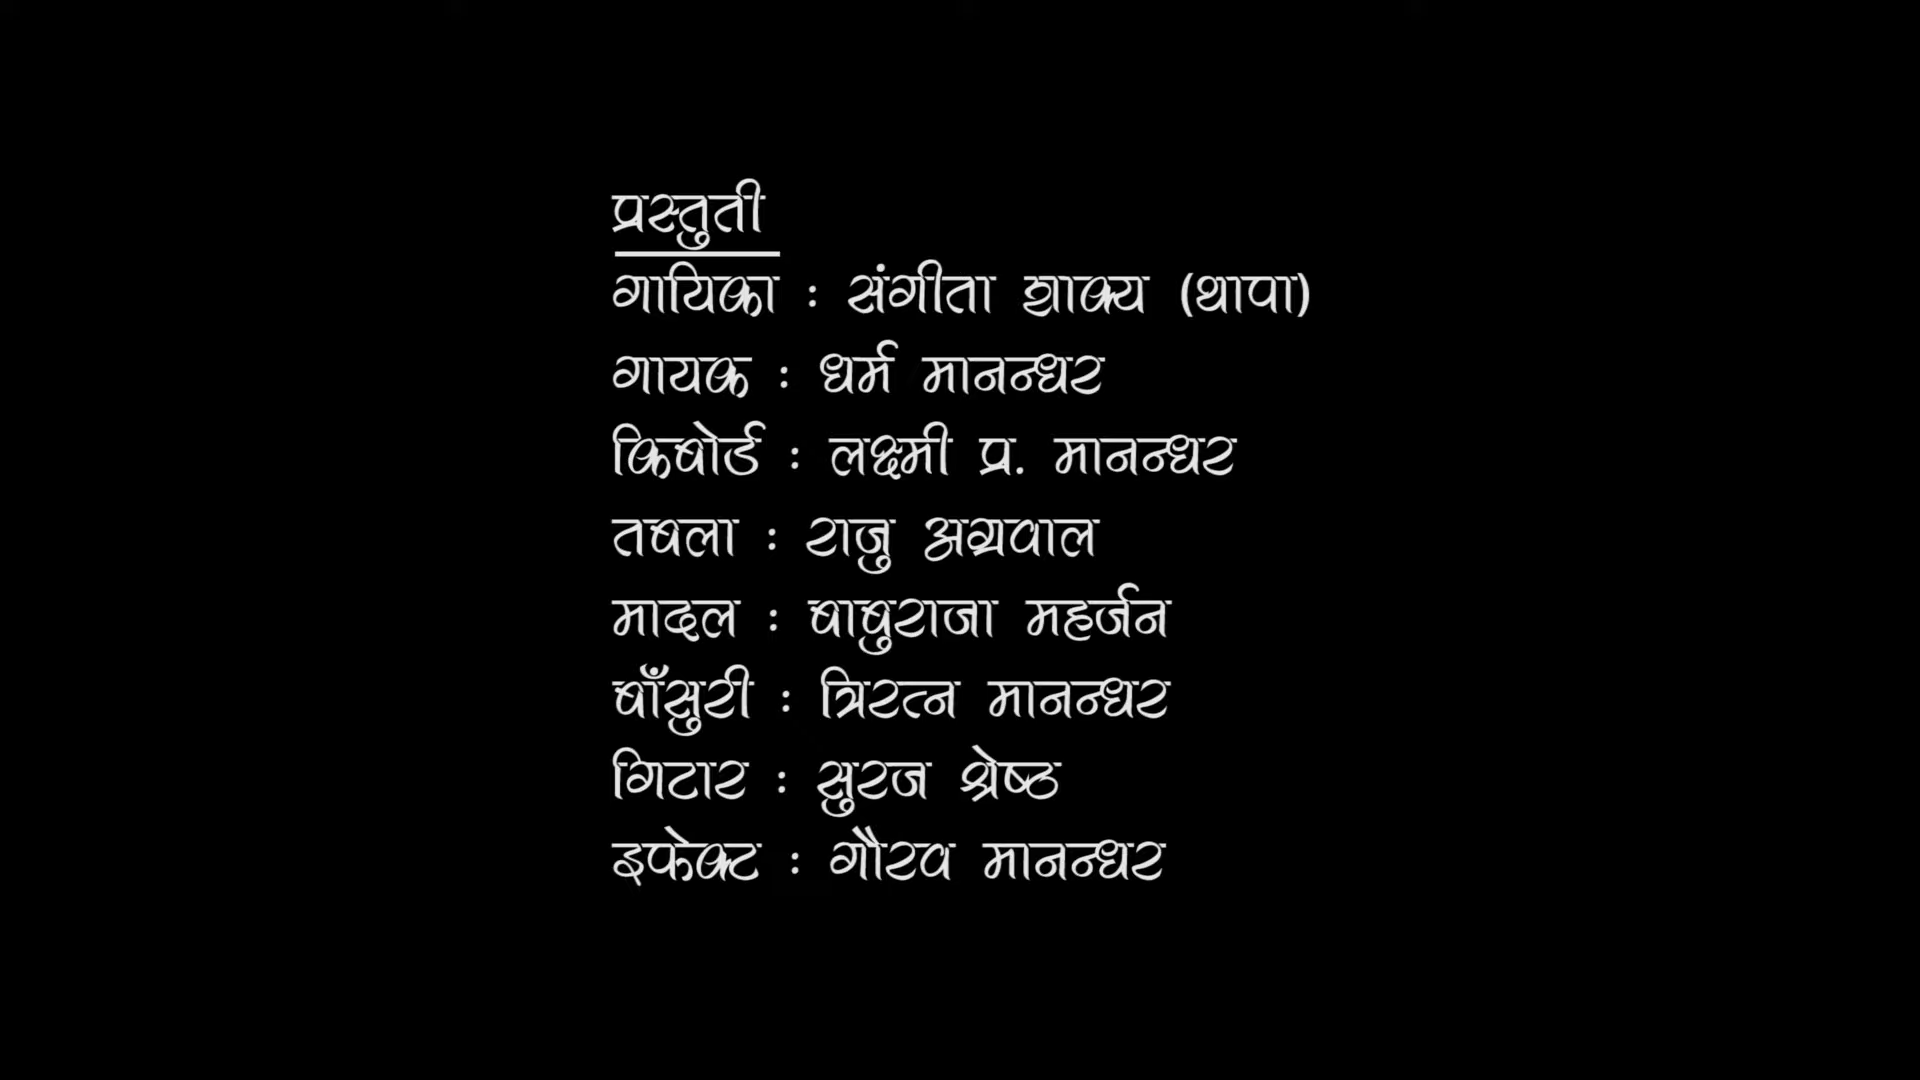 प्रस्तुती
गायिका : संगीता शाक्य (थापा)
गायक : धर्म मानन्धर
किबोर्ड : लक्ष्मी प्र. मानन्धर
तबला : राजु अग्रवाल
मादल : बाबुराजा महर्जन
बाँसुरी : त्रिरत्न मानन्धर
गिटार : सुरज श्रेष्ठ
इफेक्ट : गौरव मानन्धर